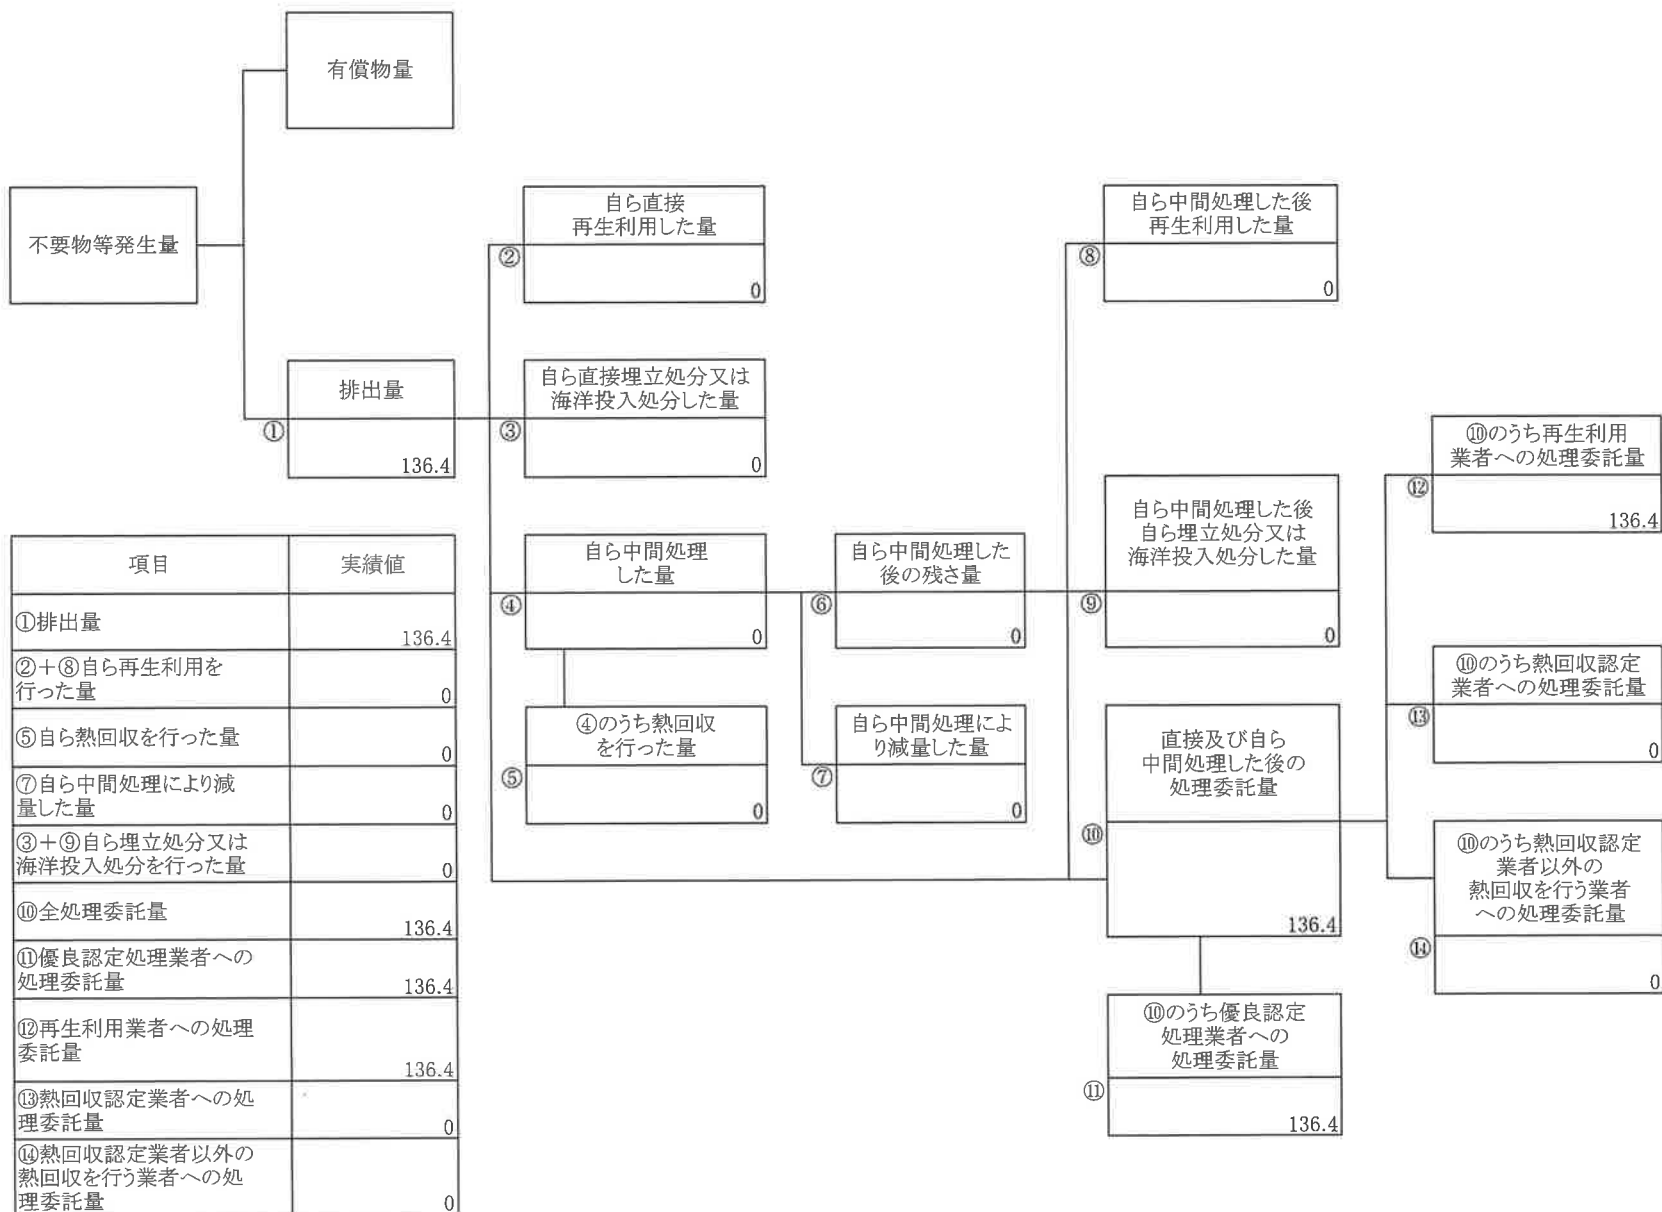 有償物量
不要物等発生量
排出量
①
136.4
自ら直接
再生利用した量
②
0
自ら直接埋立処分又は
海洋投入処分した量
③
0
自ら中間処理
した量
④
0
④のうち熱回収
を行った量
⑤
0
自ら中間処理した
後の残さ量
⑥
0
自ら中間処理によ
り減量した量
⑦
0
自ら中間処理した後
再生利用した量
⑧
0
自ら中間処理した後
自ら埋立処分又は
海洋投入処分した量
⑨
0
直接及び自ら
中間処理した後の
処理委託量
⑩
136.4
⑩のうち優良認定
処理業者への
処理委託量
⑪
136.4
⑩のうち再生利用
業者への処理委託量
⑫
136.4
⑩のうち熱回収認定
業者への処理委託量
⑬
0
⑩のうち熱回収認定
業者以外の
熱回収を行う業者
への処理委託量
⑭
0
項目 実績値
①排出量
136.4
②+⑧自ら再生利用を
行った量
0
⑤自ら熱回収を行った量
0
⑦自ら中間処理により減
量した量
0
③+⑨自ら埋立処分又は
海洋投入処分を行った量
0
⑩全処理委託量
136.4
⑪優良認定処理業者への
処理委託量
136.4
⑫再生利用業者への処理
委託量
136.4
⑬熱回収認定業者への処
理委託量
0
⑭熱回収認定業者以外の
熱回収を行う業者への処
理委託量
0